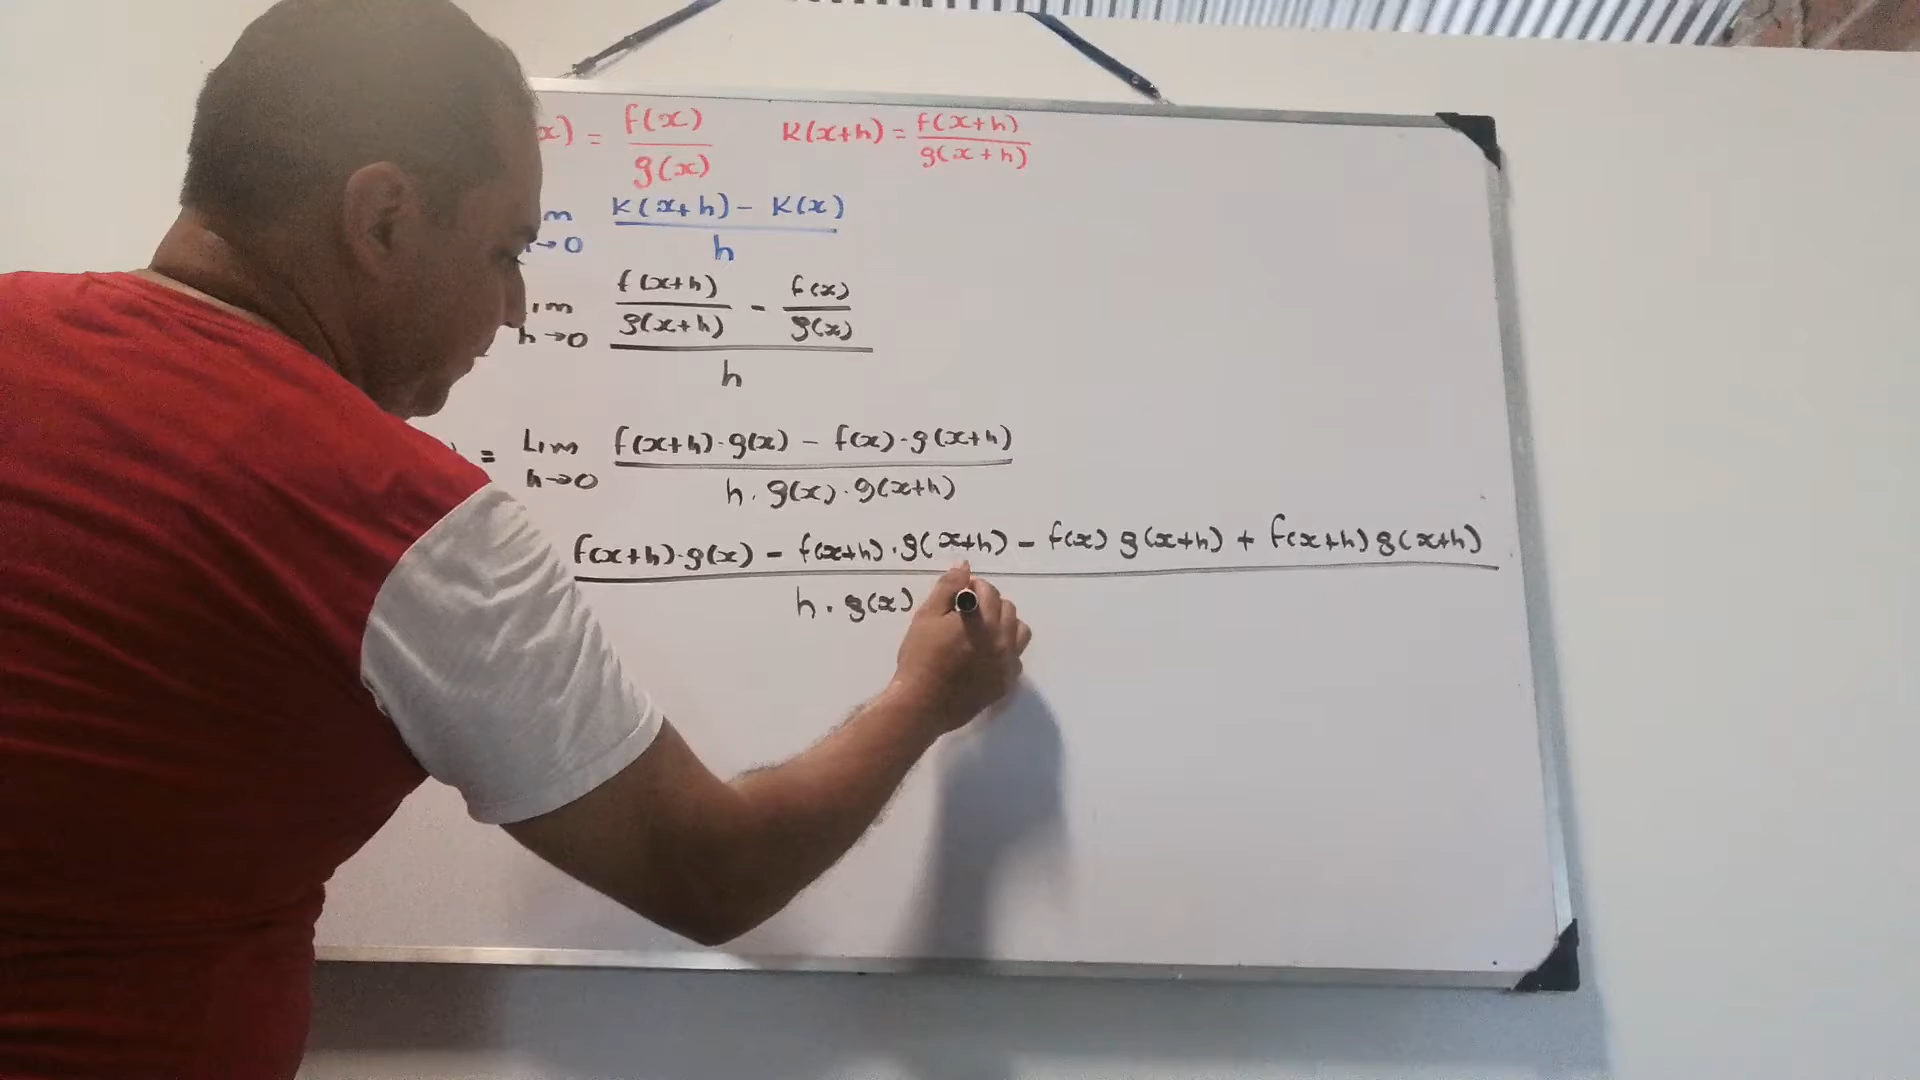 x) = f(x)/g(x) K(x+h) = f(x+h)/g(x+h)
m h→0 K(x+h) - K(x) / h
im h→0 f(x+h)/g(x+h) - f(x)/g(x) / h
) = Lim h→0 f(x+h)·g(x) - f(x)·g(x+h) / h·g(x)·g(x+h)
f(x+h)·g(x) - f(x+h)·g(x+h) - f(x) g(x+h) + f(x+h) g(x+h) / h·g(x)